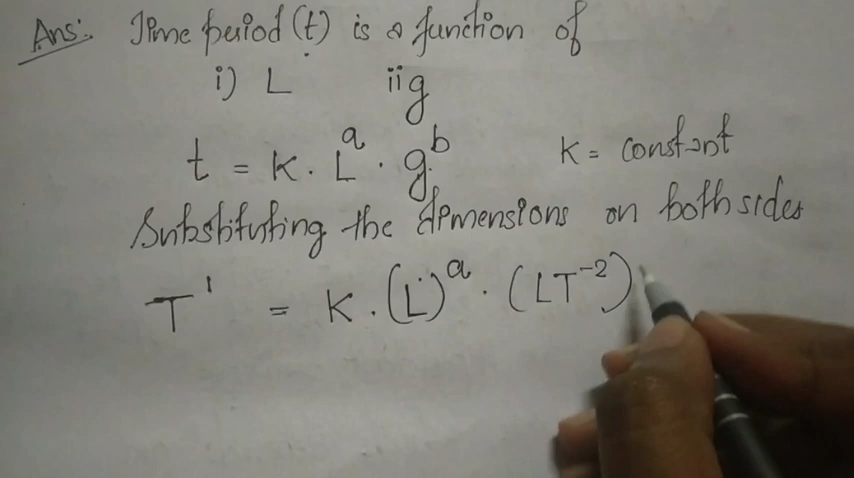 Ans:. Time period (t) is a function of
i) L ii g
t = K . L^a . g^b K = constant
Substituting the dimensions on both sides
T^1 = K . (L)^a . (LT^-2)